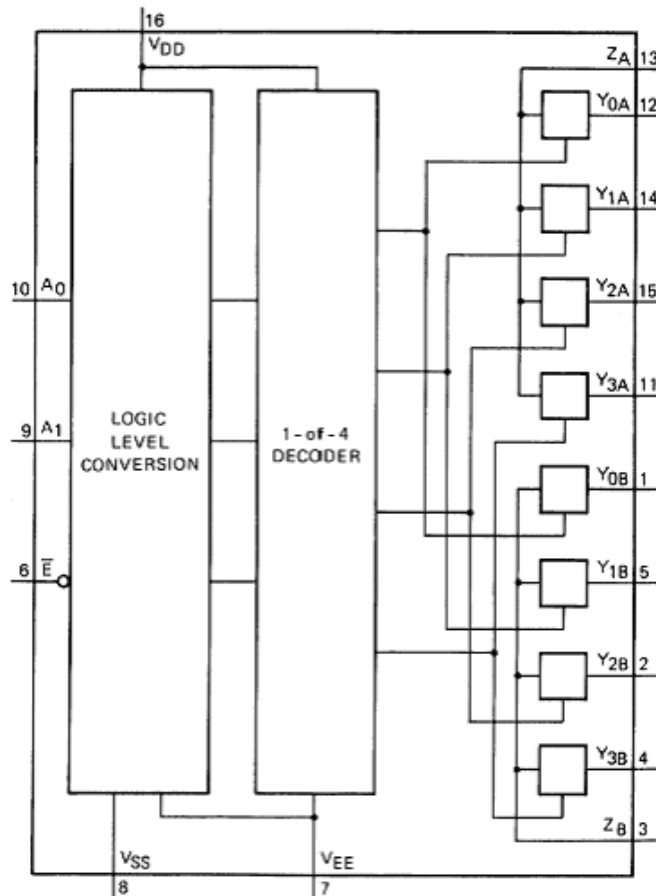 16
VDD
ZA 13
Y0A 12
Y1A 14
10 A0
Y2A 15
Y3A 11
9 A1
LOGIC
LEVEL
CONVERSION
1-of-4
DECODER
Y0B 1
6 E̅
Y1B 5
Y2B 2
Y3B 4
ZB 3
VSS
VEE
8
7